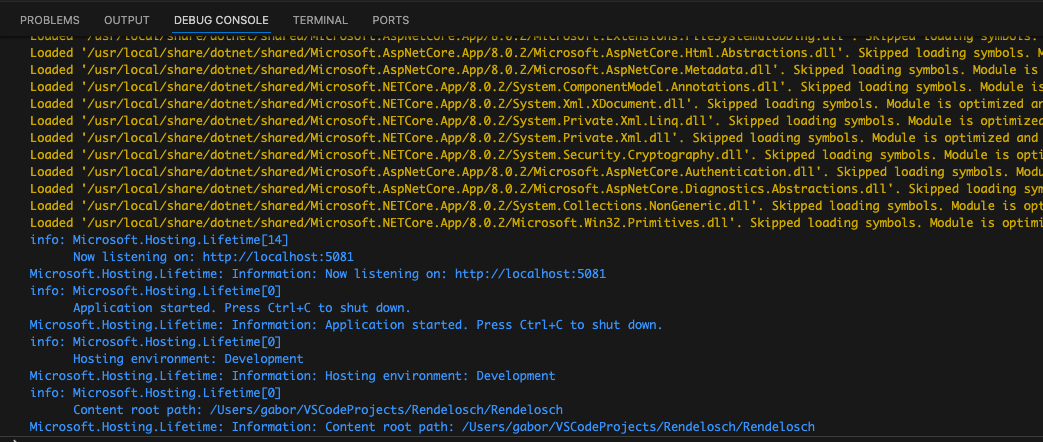 PROBLEMS OUTPUT DEBUG CONSOLE TERMINAL PORTS
Loaded '/usr/local/share/dotnet/shared/Microsoft.AspNetCore.App/8.0.2/Microsoft.Extensions.FileSystemGlobbing.dll'. Skipped loading symbols.
Loaded '/usr/local/share/dotnet/shared/Microsoft.AspNetCore.App/8.0.2/Microsoft.AspNetCore.Html.Abstractions.dll'. Skipped loading symbols. M
Loaded '/usr/local/share/dotnet/shared/Microsoft.AspNetCore.App/8.0.2/Microsoft.AspNetCore.Metadata.dll'. Skipped loading symbols. Module is
Loaded '/usr/local/share/dotnet/shared/Microsoft.NETCore.App/8.0.2/System.ComponentModel.Annotations.dll'. Skipped loading symbols. Module is
Loaded '/usr/local/share/dotnet/shared/Microsoft.NETCore.App/8.0.2/System.Xml.XDocument.dll'. Skipped loading symbols. Module is optimized an
Loaded '/usr/local/share/dotnet/shared/Microsoft.NETCore.App/8.0.2/System.Private.Xml.Linq.dll'. Skipped loading symbols. Module is optimized
Loaded '/usr/local/share/dotnet/shared/Microsoft.NETCore.App/8.0.2/System.Private.Xml.dll'. Skipped loading symbols. Module is optimized and
Loaded '/usr/local/share/dotnet/shared/Microsoft.NETCore.App/8.0.2/System.Security.Cryptography.dll'. Skipped loading symbols. Module is opti
Loaded '/usr/local/share/dotnet/shared/Microsoft.AspNetCore.App/8.0.2/Microsoft.AspNetCore.Authentication.dll'. Skipped loading symbols. Modu
Loaded '/usr/local/share/dotnet/shared/Microsoft.AspNetCore.App/8.0.2/Microsoft.AspNetCore.Diagnostics.Abstractions.dll'. Skipped loading sym
Loaded '/usr/local/share/dotnet/shared/Microsoft.NETCore.App/8.0.2/System.Collections.NonGeneric.dll'. Skipped loading symbols. Module is opt
Loaded '/usr/local/share/dotnet/shared/Microsoft.NETCore.App/8.0.2/Microsoft.Win32.Primitives.dll'. Skipped loading symbols. Module is optimi
info: Microsoft.Hosting.Lifetime[14]
Now listening on: http://localhost:5081
Microsoft.Hosting.Lifetime: Information: Now listening on: http://localhost:5081
info: Microsoft.Hosting.Lifetime[0]
Application started. Press Ctrl+C to shut down.
Microsoft.Hosting.Lifetime: Information: Application started. Press Ctrl+C to shut down.
info: Microsoft.Hosting.Lifetime[0]
Hosting environment: Development
Microsoft.Hosting.Lifetime: Information: Hosting environment: Development
info: Microsoft.Hosting.Lifetime[0]
Content root path: /Users/gabor/VSCodeProjects/Rendelosch/Rendelosch
Microsoft.Hosting.Lifetime: Information: Content root path: /Users/gabor/VSCodeProjects/Rendelosch/Rendelosch